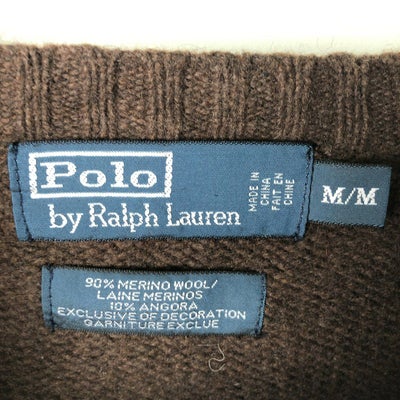 Polo
by Ralph Lauren
MADE IN
CHINA
FAIT EN
CHINE
M/M
90% MERINO WOOL/
LAINE MERINOS
10% ANGORA
EXCLUSIVE OF DECORATION
GARNITURE EXCLUE